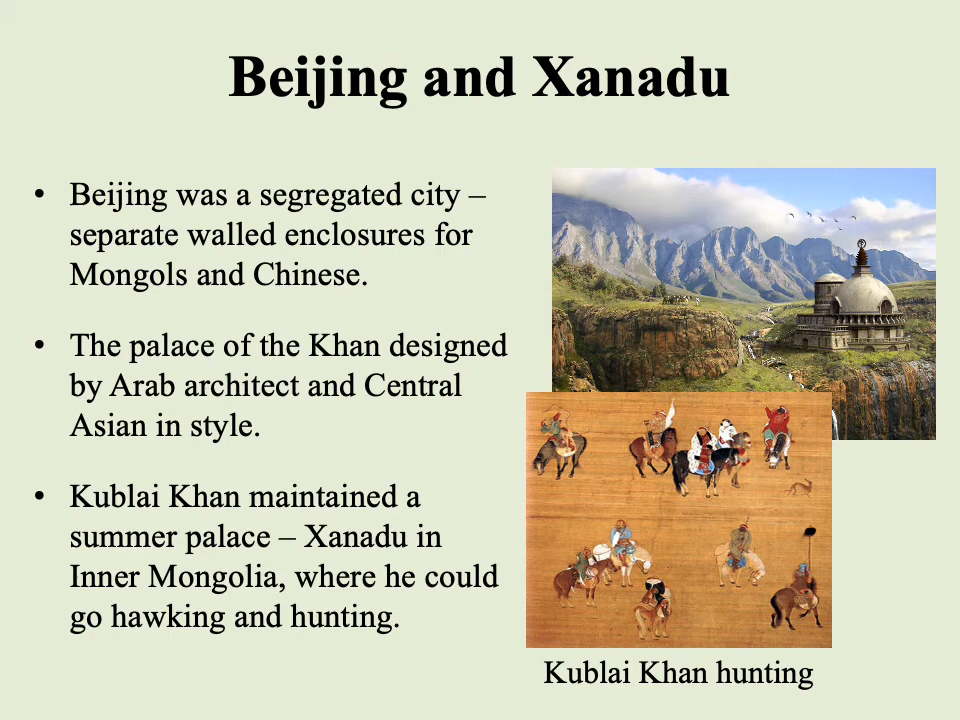 Beijing and Xanadu
• Beijing was a segregated city –
separate walled enclosures for
Mongols and Chinese.
• The palace of the Khan designed
by Arab architect and Central
Asian in style.
• Kublai Khan maintained a
summer palace – Xanadu in
Inner Mongolia, where he could
go hawking and hunting.
Kublai Khan hunting